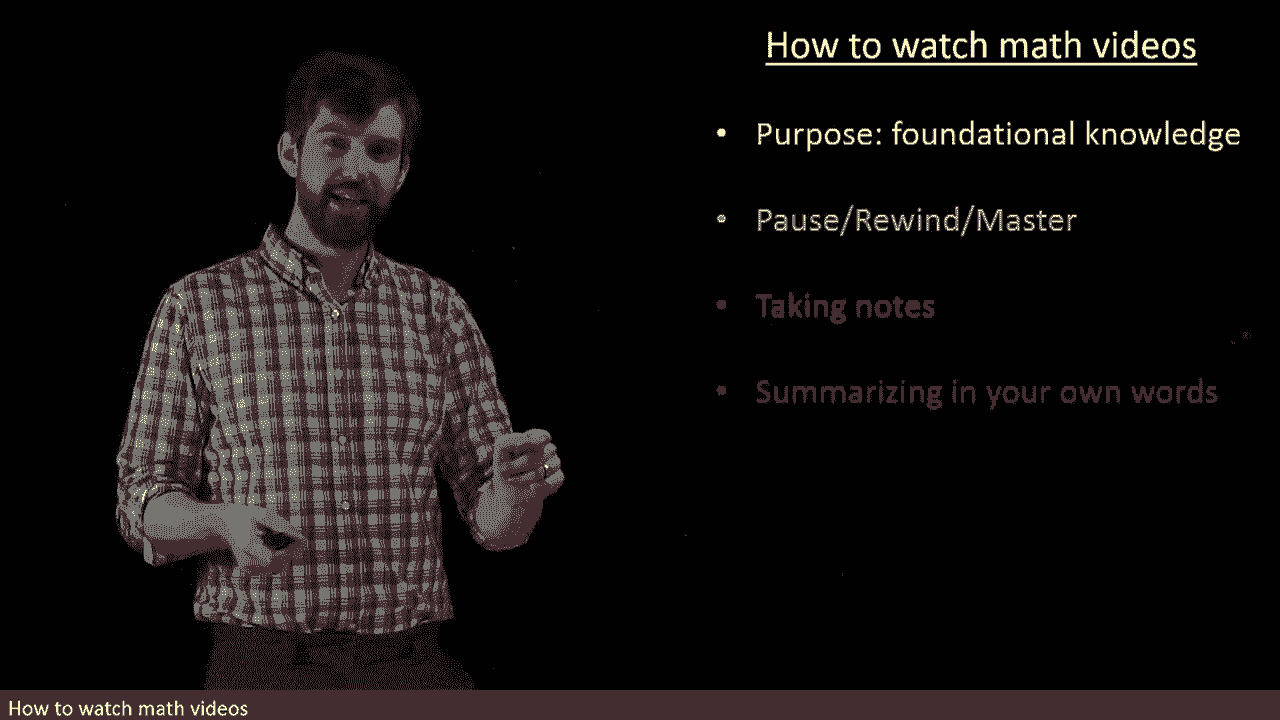 How to watch math videos
• Purpose: foundational knowledge
• Pause/Rewind/Master
• Taking notes
• Summarizing in your own words
How to watch math videos